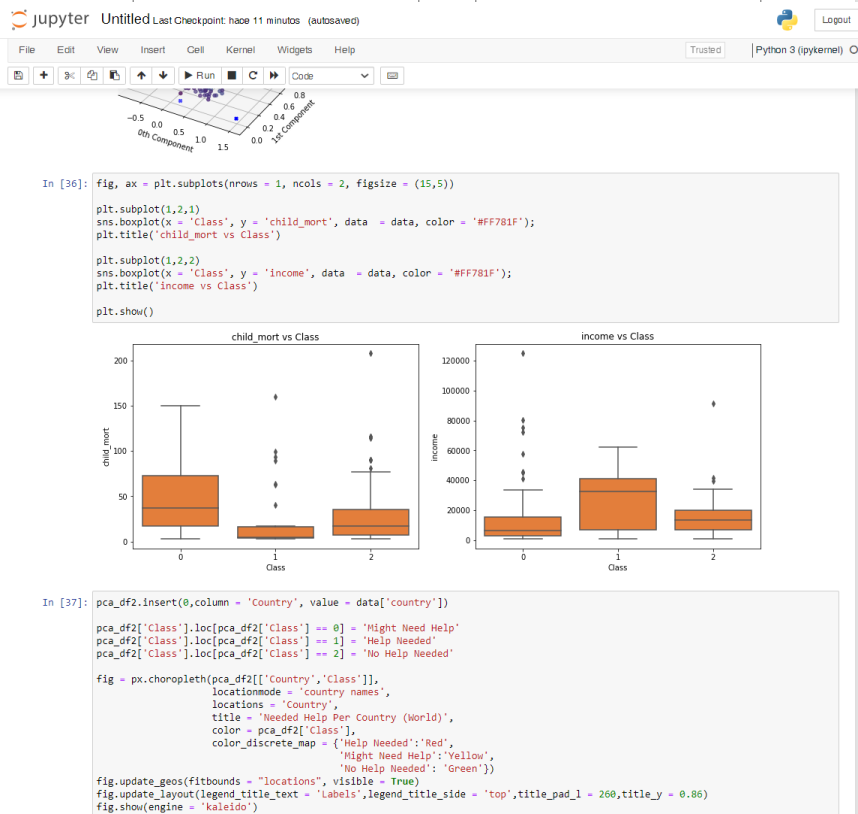 jupyter Untitled Last Checkpoint: hace 11 minutos (autosaved)
Logout
File Edit View Insert Cell Kernel Widgets Help
Trusted
Python 3 (ipykernel)
Run
Code
−0.5 0.0 0.5 1.0 1.5
0th Component
0.0 0.2 0.4 0.6 0.8
1st Component
In [36]: fig, ax = plt.subplots(nrows = 1, ncols = 2, figsize = (15,5))
plt.subplot(1,2,1)
sns.boxplot(x = 'Class', y = 'child_mort', data  = data, color = '#FF781F');
plt.title('child_mort vs Class')
plt.subplot(1,2,2)
sns.boxplot(x = 'Class', y = 'income', data  = data, color = '#FF781F');
plt.title('income vs Class')
plt.show()
child_mort vs Class
200
150
100
50
0
child_mort
0 1 2
Class
income vs Class
120000
100000
80000
60000
40000
20000
0
income
0 1 2
Class
In [37]: pca_df2.insert(0,column = 'Country', value = data['country'])
pca_df2['Class'].loc[pca_df2['Class'] == 0] = 'Might Need Help'
pca_df2['Class'].loc[pca_df2['Class'] == 1] = 'Help Needed'
pca_df2['Class'].loc[pca_df2['Class'] == 2] = 'No Help Needed'
fig = px.choropleth(pca_df2[['Country','Class']],
locationmode = 'country names',
locations = 'Country',
title = 'Needed Help Per Country (World)',
color = pca_df2['Class'],
color_discrete_map = {'Help Needed':'Red',
'Might Need Help':'Yellow',
'No Help Needed': 'Green'})
fig.update_geos(fitbounds = "locations", visible = True)
fig.update_layout(legend_title_text = 'Labels',legend_title_side = 'top',title_pad_l = 260,title_y = 0.86)
fig.show(engine = 'kaleido')